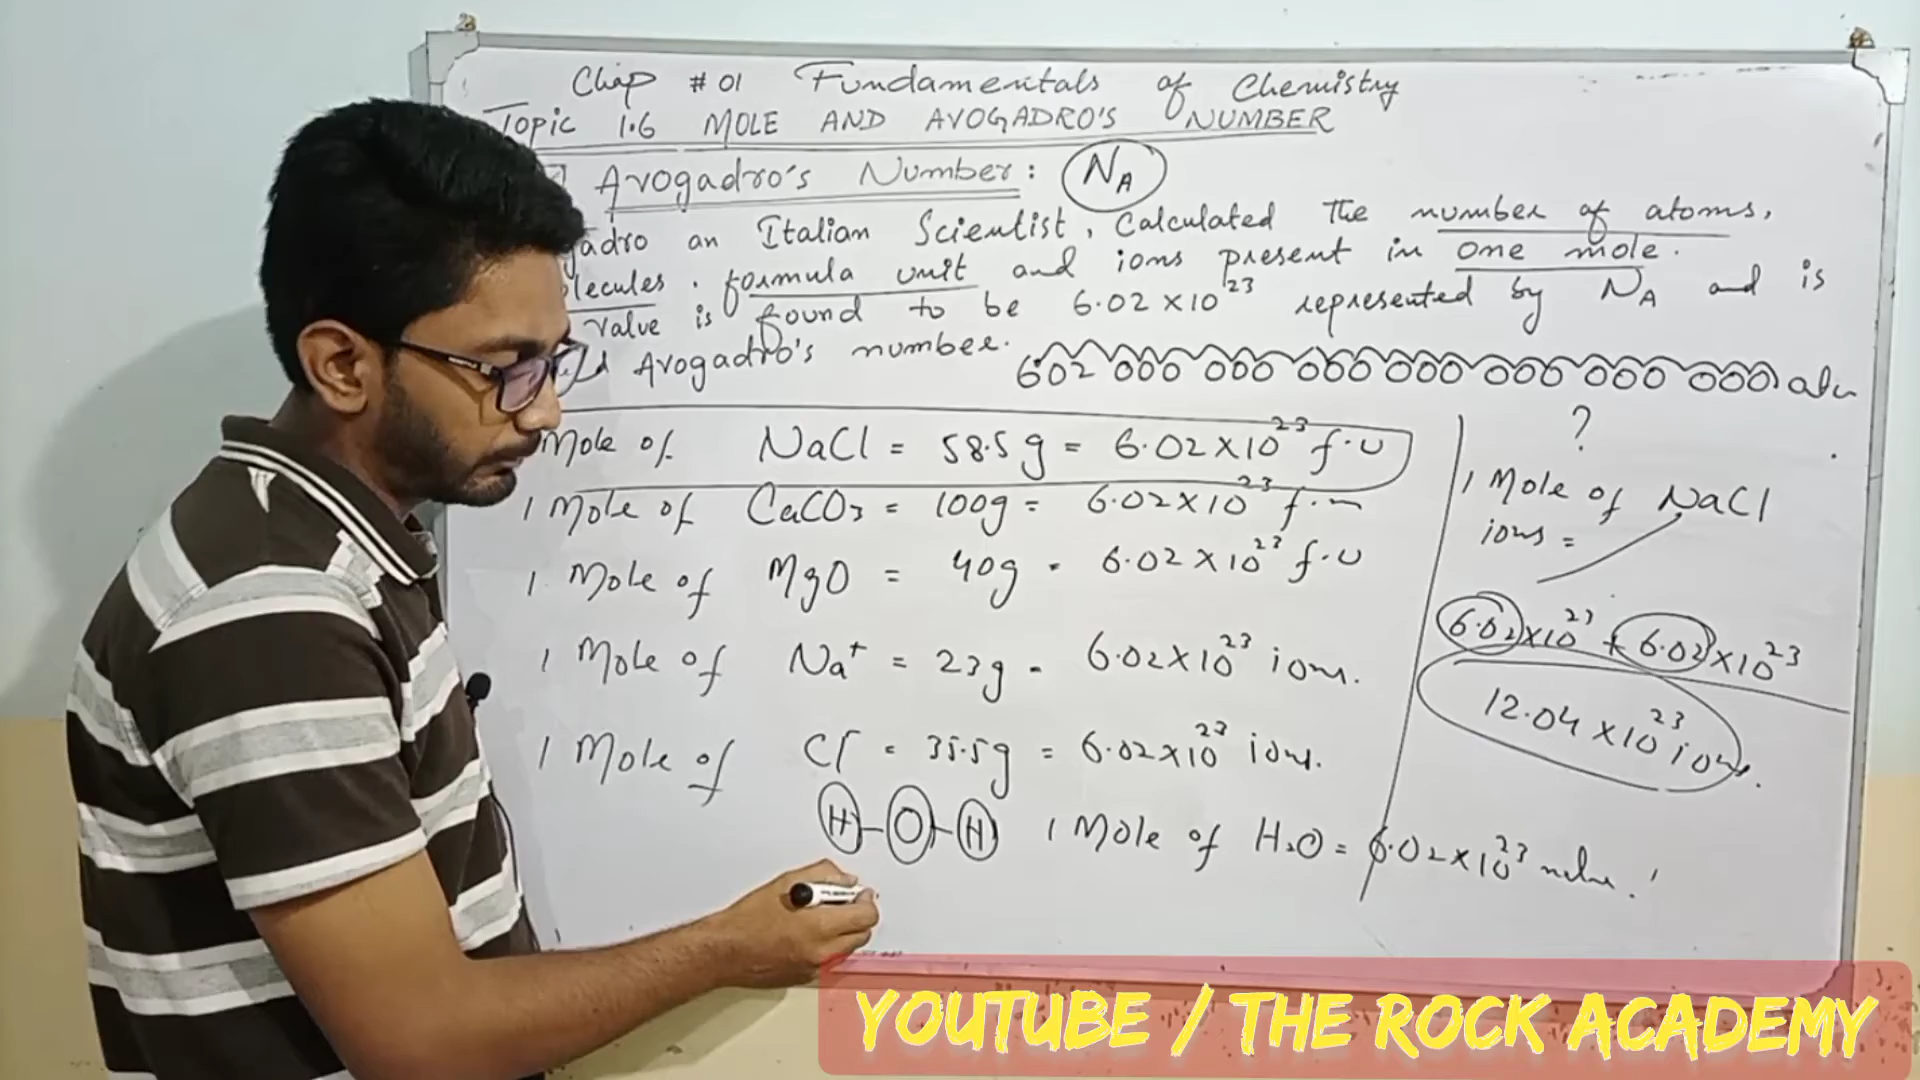 Chap # 01 Fundamentals of Chemistry
Topic 1.6 MOLE AND AVOGADRO'S NUMBER
Avogadro's Number: NA
gadro an Italian Scientist, Calculated The number of atoms,
lecules, formula unit and ions present in one mole.
value is found to be 6.02 x 10²³ represented by NA and is
Avogadro's number.
602 000 000 000 000 000 000 000
Mole of NaCl = 58.5 g = 6.02 X 10²³ f.u
1 Mole of CaCO₃ = 100g = 6.02 X 10²³
1 Mole of MgO = 40g = 6.02 X 10²³ f.u
1 Mole of Na⁺ = 23g = 6.02 X 10²³ ions.
1 Mole of Cl⁻ = 35.5g = 6.02 X 10²³ ions.
H-O-H 1 Mole of H₂O = 6.02 X 10²³
?
1 Mole of NaCl
ions =
6.02 X 10²³ + 6.02 X 10²³
12.04 X 10²³ ions.
YOUTUBE / THE ROCK ACADEMY